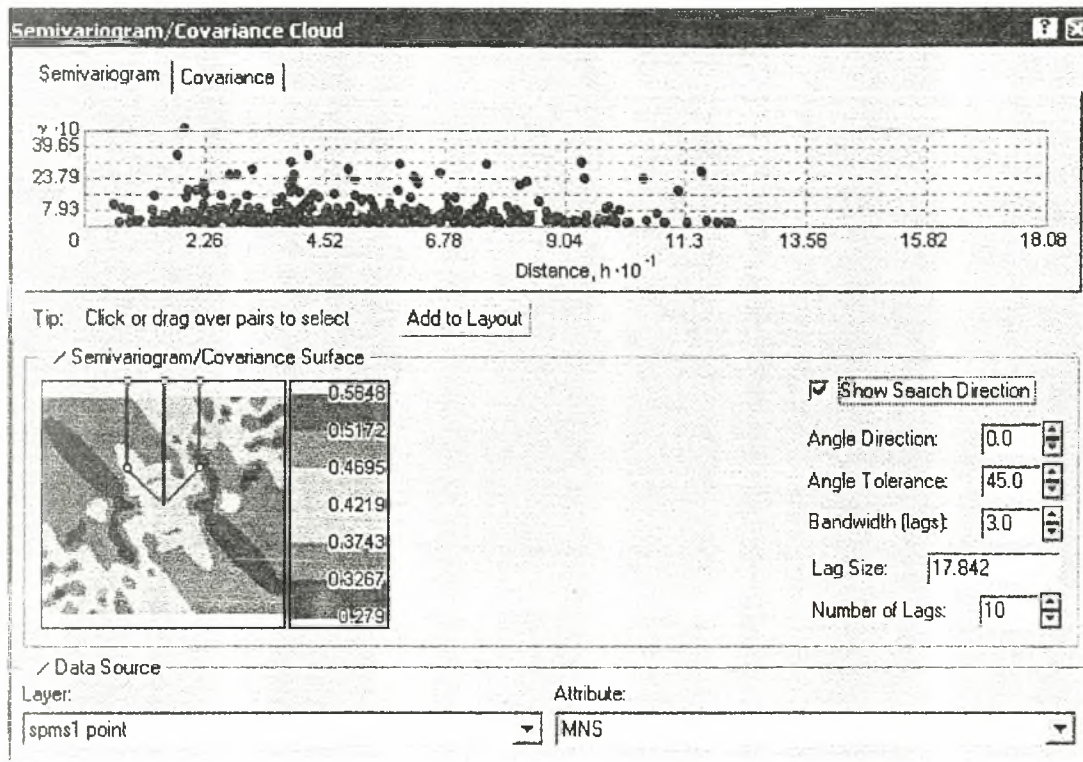 Semivariogram/Covariance Cloud
Semivariogram
Covariance
γ ·10
39.65
23.79
7.93
0 2.26 4.52 6.78 9.04 11.3 13.56 15.82 18.08
Distance, h ·10 -1
Tip: Click or drag over pairs to select
Add to Layout
Semivariogram/Covariance Surface
0.5648
0.5172
0.4695
0.4219
0.3743
0.3267
0.279
Show Search Direction
Angle Direction: 0.0
Angle Tolerance: 45.0
Bandwidth (lags): 3.0
Lag Size: 17.842
Number of Lags: 10
Data Source
Layer:
spms1 point
Attribute:
MNS